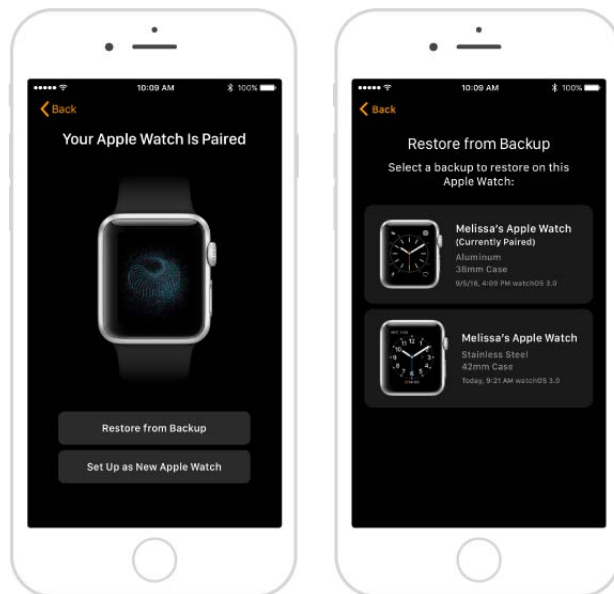 10:09 AM
100%
Back
Your Apple Watch Is Paired
Restore from Backup
Set Up as New Apple Watch
10:09 AM
100%
Back
Restore from Backup
Select a backup to restore on this
Apple Watch:
Melissa's Apple Watch
(Currently Paired)
Aluminum
38mm Case
9/5/16, 4:09 PM watchOS 3.0
Melissa's Apple Watch
Stainless Steel
42mm Case
Today, 9:21 AM watchOS 3.0